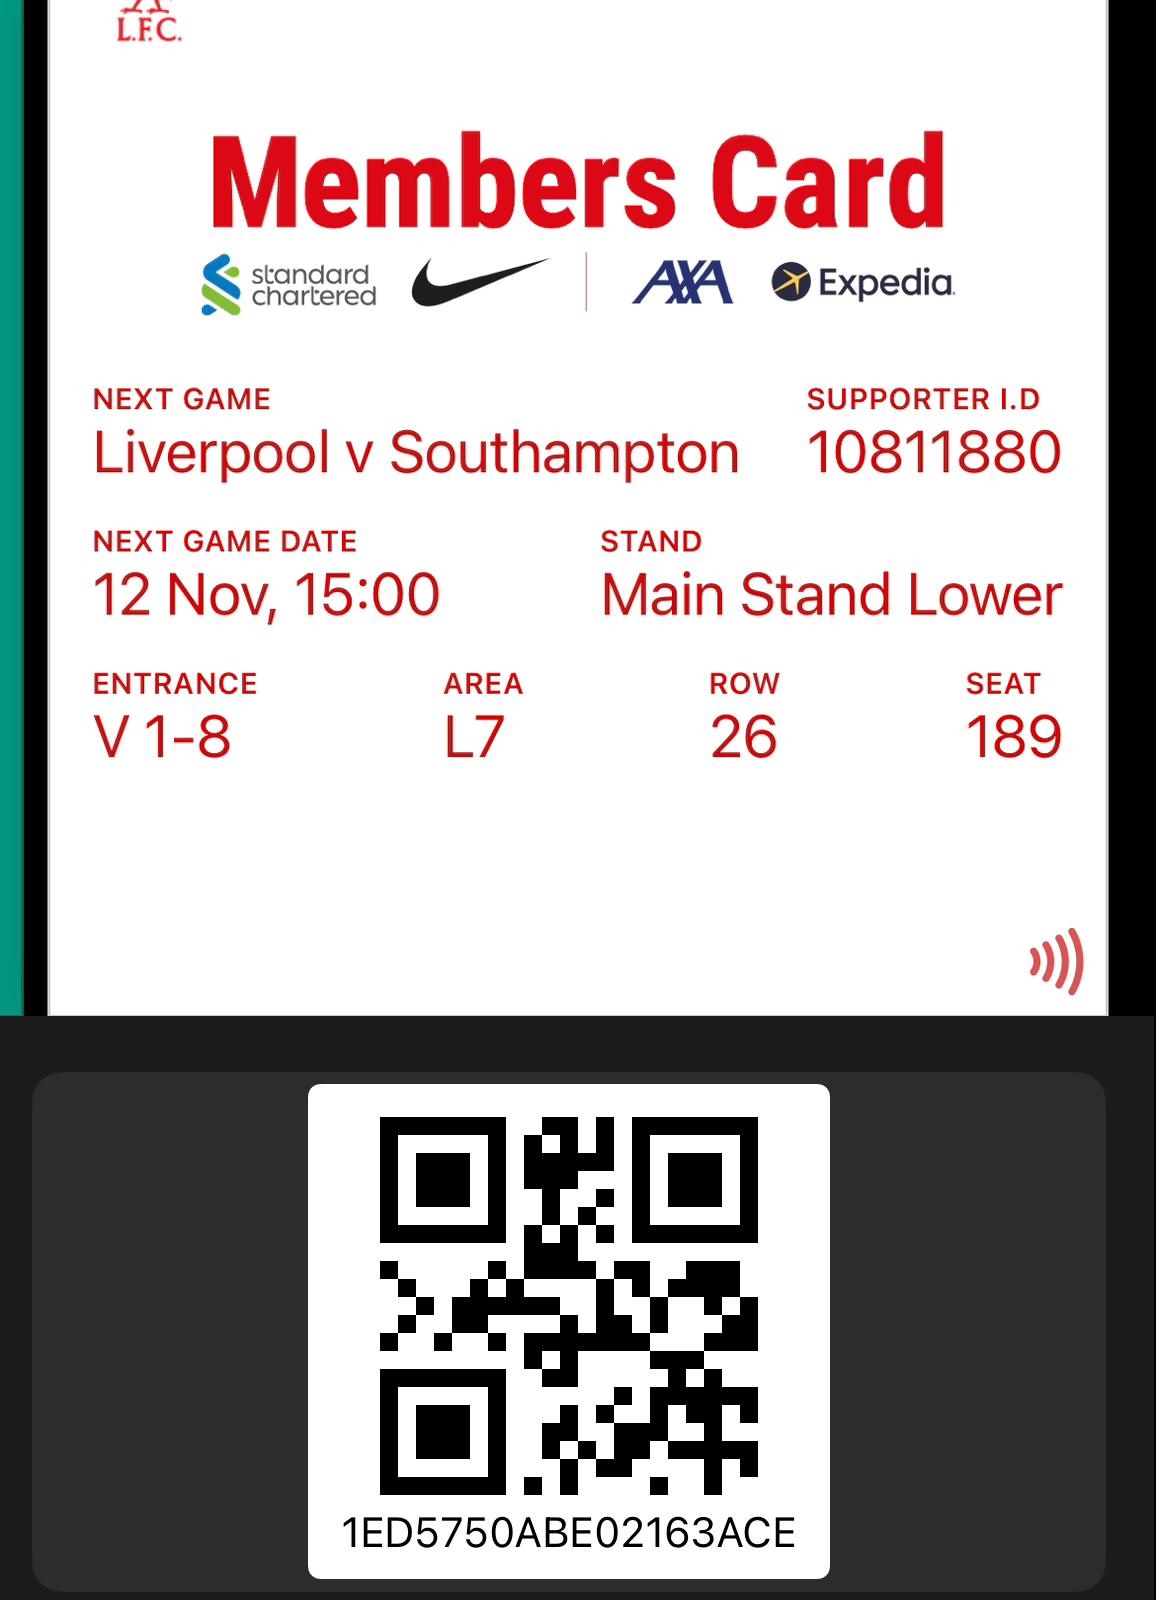 L.F.C.
Members Card
standard
chartered
AXA
Expedia
NEXT GAME
SUPPORTER I.D
Liverpool v Southampton
10811880
NEXT GAME DATE
STAND
12 Nov, 15:00
Main Stand Lower
ENTRANCE
AREA
ROW
SEAT
V 1-8
L7
26
189
1ED5750ABE02163ACE